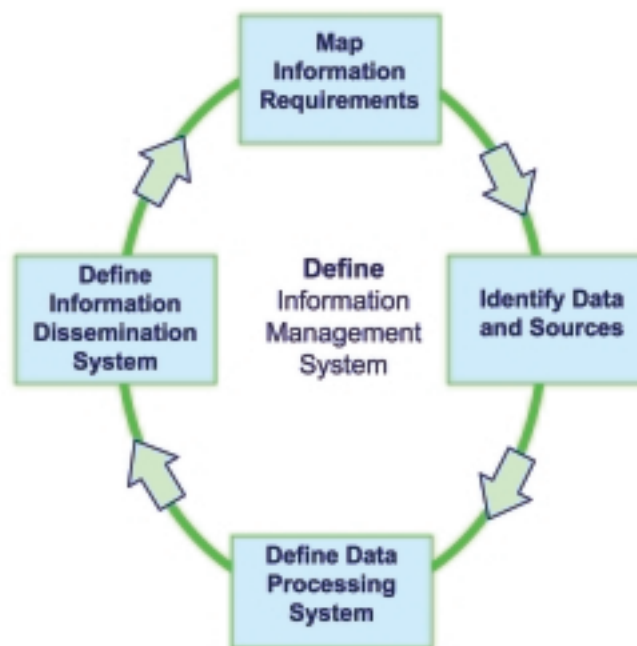 Map
Information
Requirements
Identify Data
and Sources
Define Data
Processing
System
Define
Information
Dissemination
System
Define
Information
Management
System